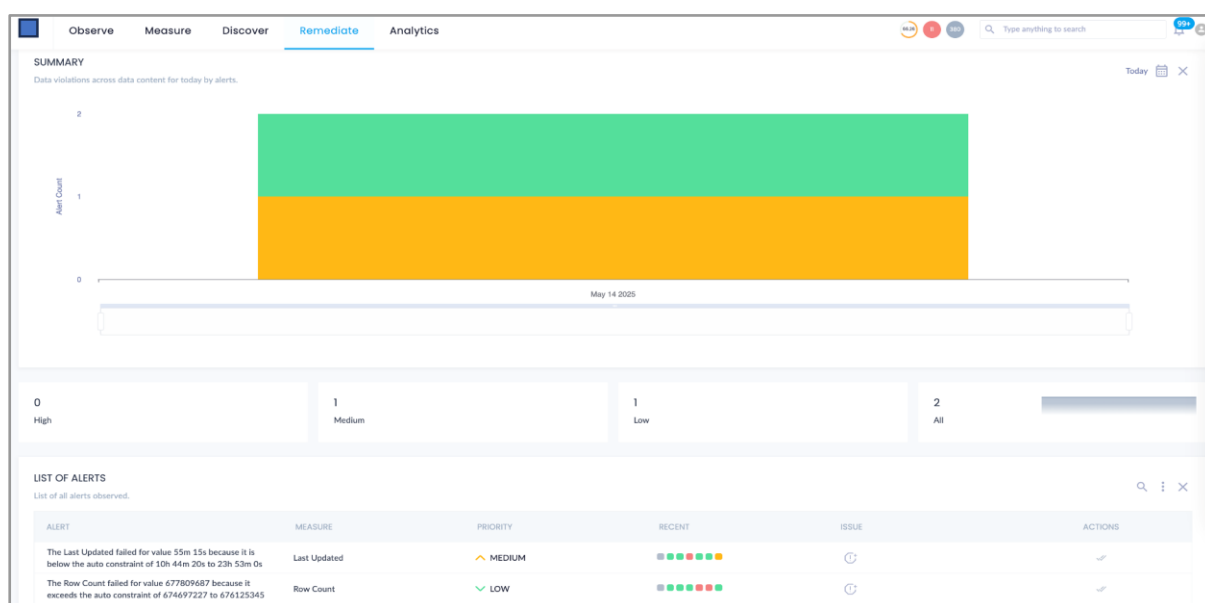 Observe Measure Discover Remediate Analytics
Type anything to search
99+
SUMMARY
Data violations across data content for today by alerts.
Today
2
Alert Count
1
0
May 14 2025
0
High
1
Medium
1
Low
2
All
LIST OF ALERTS
List of all alerts observed.
ALERT MEASURE PRIORITY RECENT ISSUE ACTIONS
The Last Updated failed for value 55m 15s because it is
below the auto constraint of 10h 44m 20s to 23h 53m 0s
Last Updated
MEDIUM
The Row Count failed for value 677809687 because it
exceeds the auto constraint of 674697227 to 676125345
Row Count
LOW